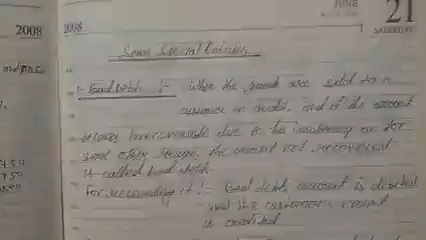 JUNE
21
SATURDAY
2008
2008
Some Special Entries
1- Bad Debts :- When the goods are sold to a
customer on credit, and if the amount
becomes irrecoverable due to his insolvency or for
some other reason, the amount not recovered
is called bad debts.
For recording it :- Bad debts account is debited
and the customer's account
is credited